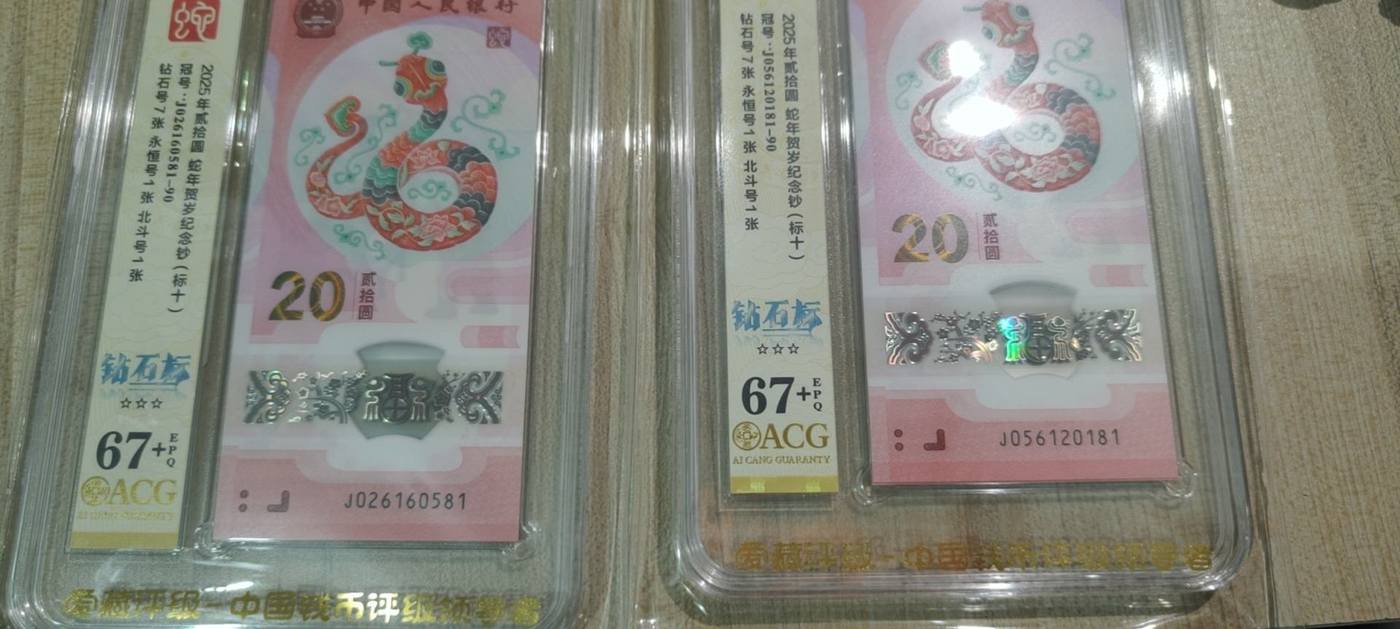 蛇
2025年贰拾圆 蛇年贺岁纪念钞(标十)
冠号:J026160581-90
钻石号7张 永恒号1张 北斗号1张
钻石标
☆☆☆
67+EPQ
ACG
AI CANG GUARANTY
中国人民银行
20
贰拾圆
J026160581
爱藏评级-中国钱币评级领导者
2025年贰拾圆 蛇年贺岁纪念钞(标十)
冠号:J056120181-90
钻石号7张 永恒号1张 北斗号1张
钻石标
☆☆☆
67+EPQ
ACG
AI CANG GUARANTY
20
贰拾圆
J056120181
爱藏评级-中国钱币评级领导者